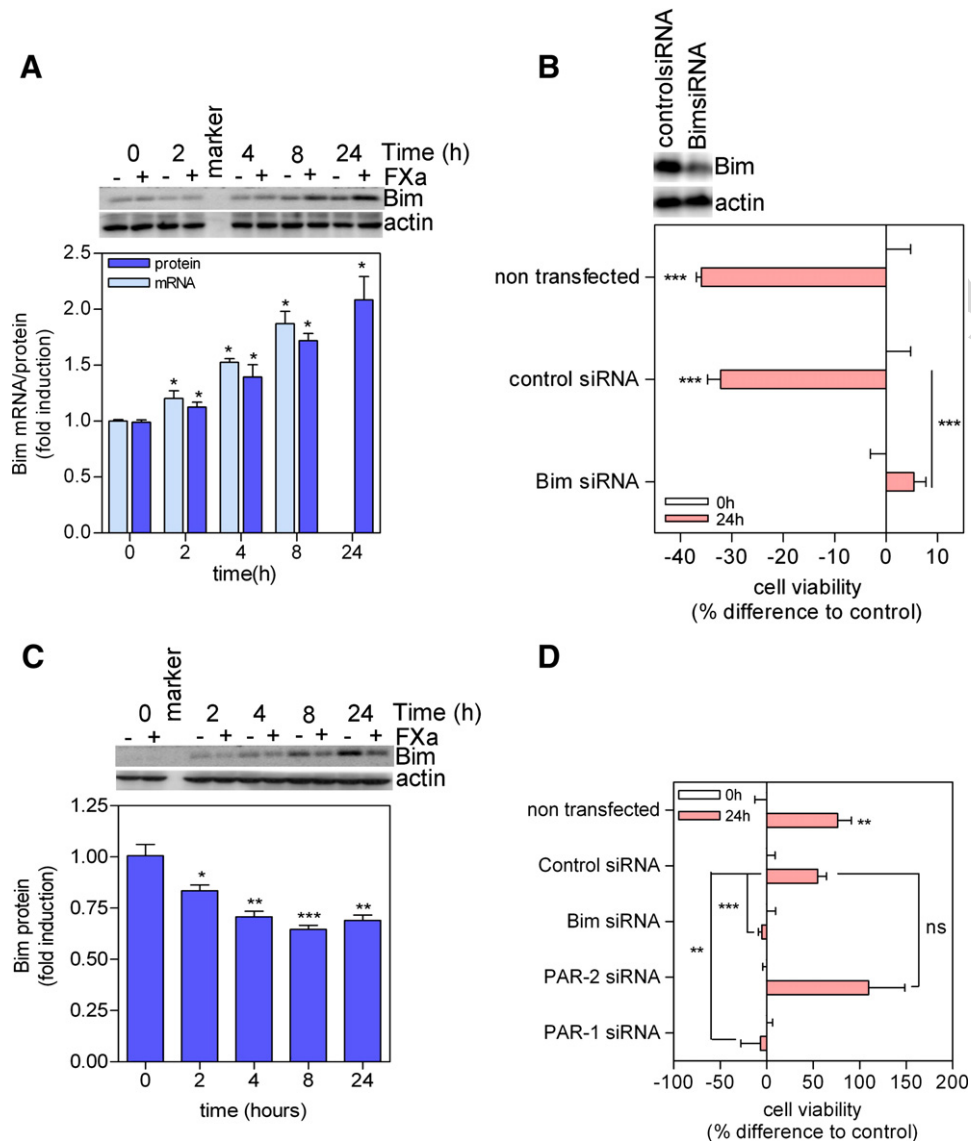 A
marker
0 2 4 8 24 Time (h)
- + - + - + - + - + FXa
Bim
actin
2.5
2.0
1.5
1.0
0.5
0.0
Bim mRNA/protein
(fold induction)
protein
mRNA
* * * * * * *
0 2 4 8 24
time(h)
B
controlsiRNA
BimsiRNA
Bim
actin
non transfected
***
control siRNA
***
***
Bim siRNA
0h
24h
-40 -30 -20 -10 0 10
cell viability
(% difference to control)
C
marker
0 2 4 8 24 Time (h)
- + - + - + - + - + FXa
Bim
actin
1.25
1.00
0.75
0.50
0.25
0.00
Bim protein
(fold induction)
* ** *** **
0 2 4 8 24
time (hours)
D
0h
24h
non transfected
**
Control siRNA
***
Bim siRNA
ns
**
PAR-2 siRNA
PAR-1 siRNA
-100 -50 0 50 100 150 200
cell viability
(% difference to control)